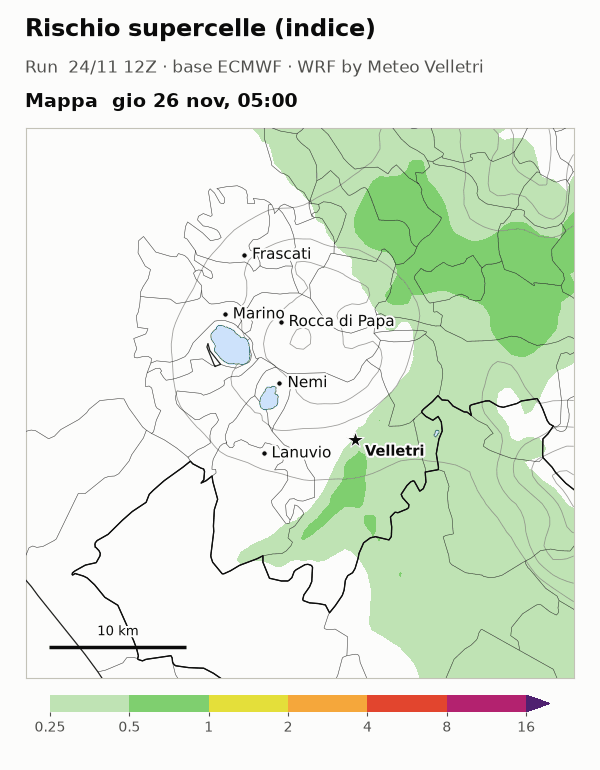 Rischio supercelle (indice)
Run  24/11 12Z · base ECMWF · WRF by Meteo Velletri
Mappa  gio 26 nov, 05:00
Frascati
Marino
Rocca di Papa
Nemi
Velletri
Lanuvio
10 km
0.25 0.5 1 2 4 8 16